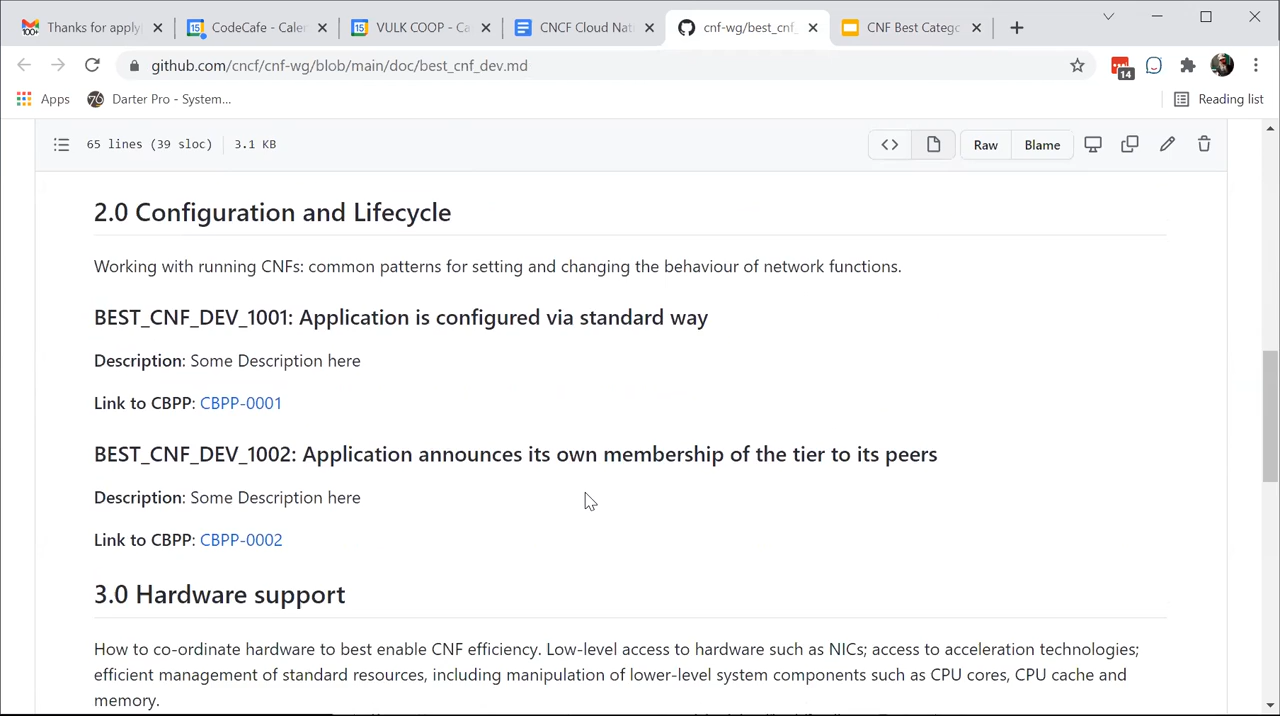 Thanks for apply
CodeCafe - Caler
VULK COOP - Ca
CNCF Cloud Nat
cnf-wg/best_cnf_
CNF Best Catego
github.com/cncf/cnf-wg/blob/main/doc/best_cnf_dev.md
14
Apps
Darter Pro - System...
Reading list
65 lines (39 sloc)
3.1 KB
Raw
Blame
2.0 Configuration and Lifecycle
Working with running CNFs: common patterns for setting and changing the behaviour of network functions.
BEST_CNF_DEV_1001: Application is configured via standard way
Description: Some Description here
Link to CBPP: CBPP-0001
BEST_CNF_DEV_1002: Application announces its own membership of the tier to its peers
Description: Some Description here
Link to CBPP: CBPP-0002
3.0 Hardware support
How to co-ordinate hardware to best enable CNF efficiency. Low-level access to hardware such as NICs; access to acceleration technologies;
efficient management of standard resources, including manipulation of lower-level system components such as CPU cores, CPU cache and
memory.